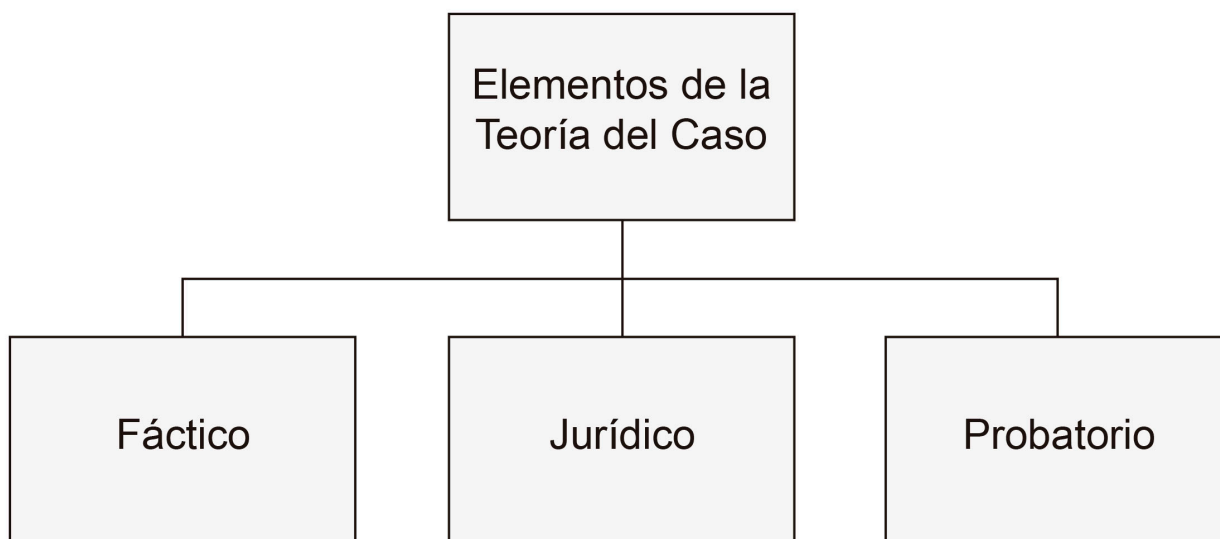 Elementos de la
Teoría del Caso
Fáctico
Jurídico
Probatorio